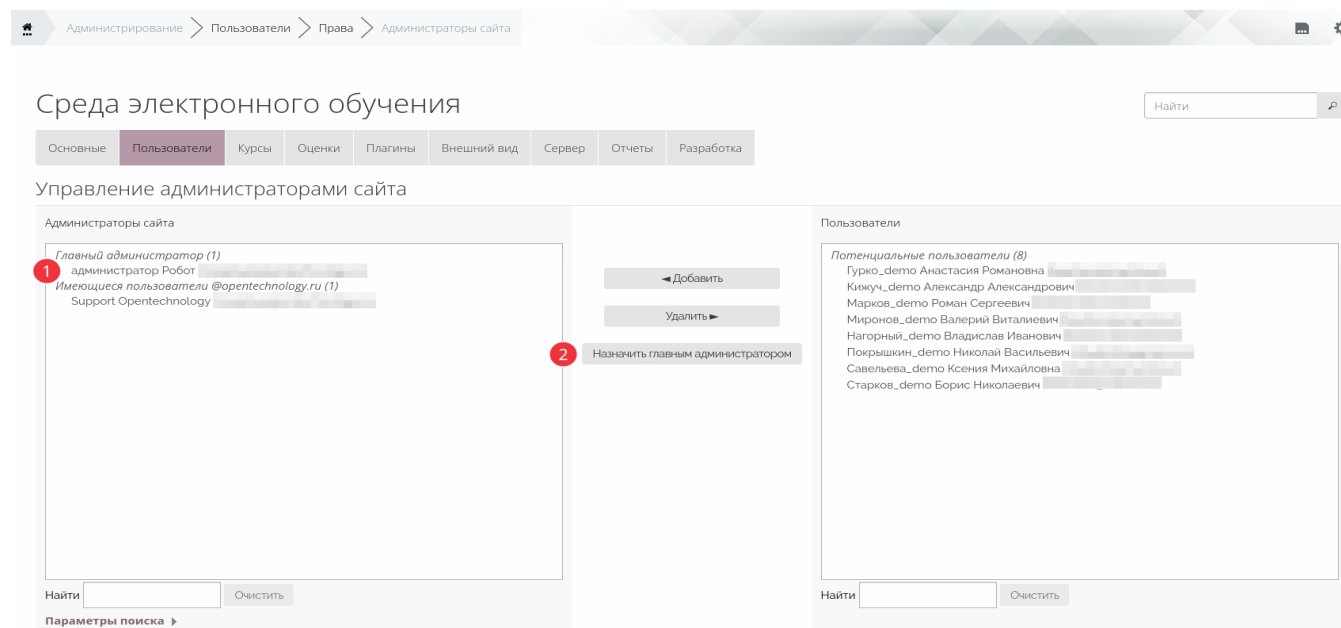 Администрирование Пользователи Права Администраторы сайта
Среда электронного обучения
Найти
Основные Пользователи Курсы Оценки Плагины Внешний вид Сервер Отчеты Разработка
Управление администраторами сайта
Администраторы сайта
Главный администратор (1)
1 администратор Робот
Имеющиеся пользователи @opentechnology.ru (1)
Support Opentechnology
◄ Добавить
Удалить ►
2 Назначить главным администратором
Пользователи
Потенциальные пользователи (8)
Гурко_demo Анастасия Романовна
Кижуч_demo Александр Александрович
Марков_demo Роман Сергеевич
Миронов_demo Валерий Виталиевич
Нагорный_demo Владислав Иванович
Покрышкин_demo Николай Васильевич
Савельева_demo Ксения Михайловна
Старков_demo Борис Николаевич
Найти Очистить
Найти Очистить
Параметры поиска